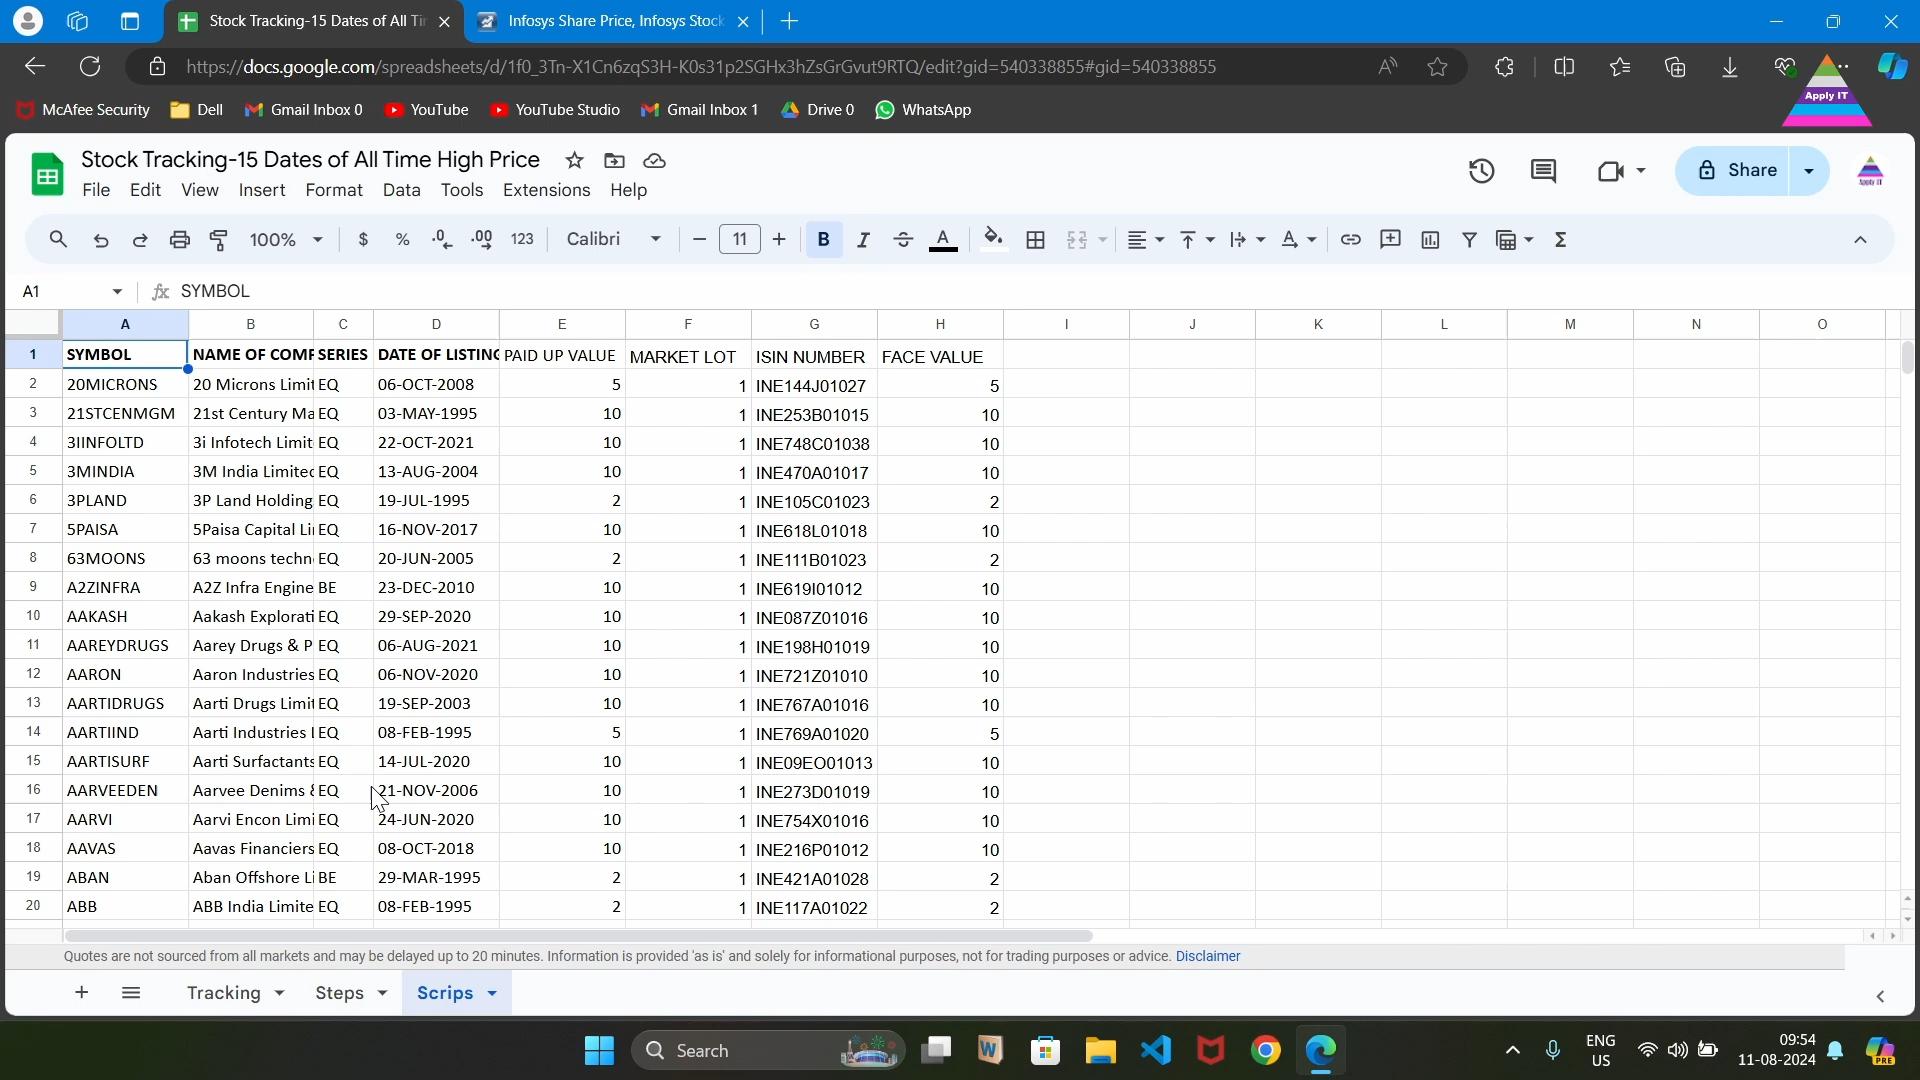 Stock Tracking-15 Dates of All Tir
Infosys Share Price, Infosys Stock
https://docs.google.com/spreadsheets/d/1f0_3Tn-X1Cn6zqS3H-K0s31p2SGHx3hZsGrGvut9RTQ/edit?gid=540338855#gid=540338855
McAfee Security Dell Gmail Inbox 0 YouTube YouTube Studio Gmail Inbox 1 Drive 0 WhatsApp
Apply IT
Stock Tracking-15 Dates of All Time High Price
File Edit View Insert Format Data Tools Extensions Help
Share
Apply IT
100% $ % .0 .00 123 Calibri 11 B I S A
A1 fx SYMBOL
A B C D E F G H I J K L M N O
1 SYMBOL NAME OF COMP SERIES DATE OF LISTING PAID UP VALUE MARKET LOT ISIN NUMBER FACE VALUE
2 20MICRONS 20 Microns Limit EQ 06-OCT-2008 5 1 INE144J01027 5
3 21STCENMGM 21st Century Ma EQ 03-MAY-1995 10 1 INE253B01015 10
4 3IINFOLTD 3i Infotech Limit EQ 22-OCT-2021 10 1 INE748C01038 10
5 3MINDIA 3M India Limited EQ 13-AUG-2004 10 1 INE470A01017 10
6 3PLAND 3P Land Holding EQ 19-JUL-1995 2 1 INE105C01023 2
7 5PAISA 5Paisa Capital Li EQ 16-NOV-2017 10 1 INE618L01018 10
8 63MOONS 63 moons techn EQ 20-JUN-2005 2 1 INE111B01023 2
9 A2ZINFRA A2Z Infra Engine BE 23-DEC-2010 10 1 INE619I01012 10
10 AAKASH Aakash Explorati EQ 29-SEP-2020 10 1 INE087Z01016 10
11 AAREYDRUGS Aarey Drugs & P EQ 06-AUG-2021 10 1 INE198H01019 10
12 AARON Aaron Industries EQ 06-NOV-2020 10 1 INE721Z01010 10
13 AARTIDRUGS Aarti Drugs Limit EQ 19-SEP-2003 10 1 INE767A01016 10
14 AARTIIND Aarti Industries L EQ 08-FEB-1995 5 1 INE769A01020 5
15 AARTISURF Aarti Surfactants EQ 14-JUL-2020 10 1 INE09EO01013 10
16 AARVEEDEN Aarvee Denims & EQ 21-NOV-2006 10 1 INE273D01019 10
17 AARVI Aarvi Encon Limi EQ 24-JUN-2020 10 1 INE754X01016 10
18 AAVAS Aavas Financiers EQ 08-OCT-2018 10 1 INE216P01012 10
19 ABAN Aban Offshore Li BE 29-MAR-1995 2 1 INE421A01028 2
20 ABB ABB India Limite EQ 08-FEB-1995 2 1 INE117A01022 2
Quotes are not sourced from all markets and may be delayed up to 20 minutes. Information is provided 'as is' and solely for informational purposes, not for trading purposes or advice. Disclaimer
Tracking Steps Scrips
Search
ENG
US
09:54
11-08-2024
PRE